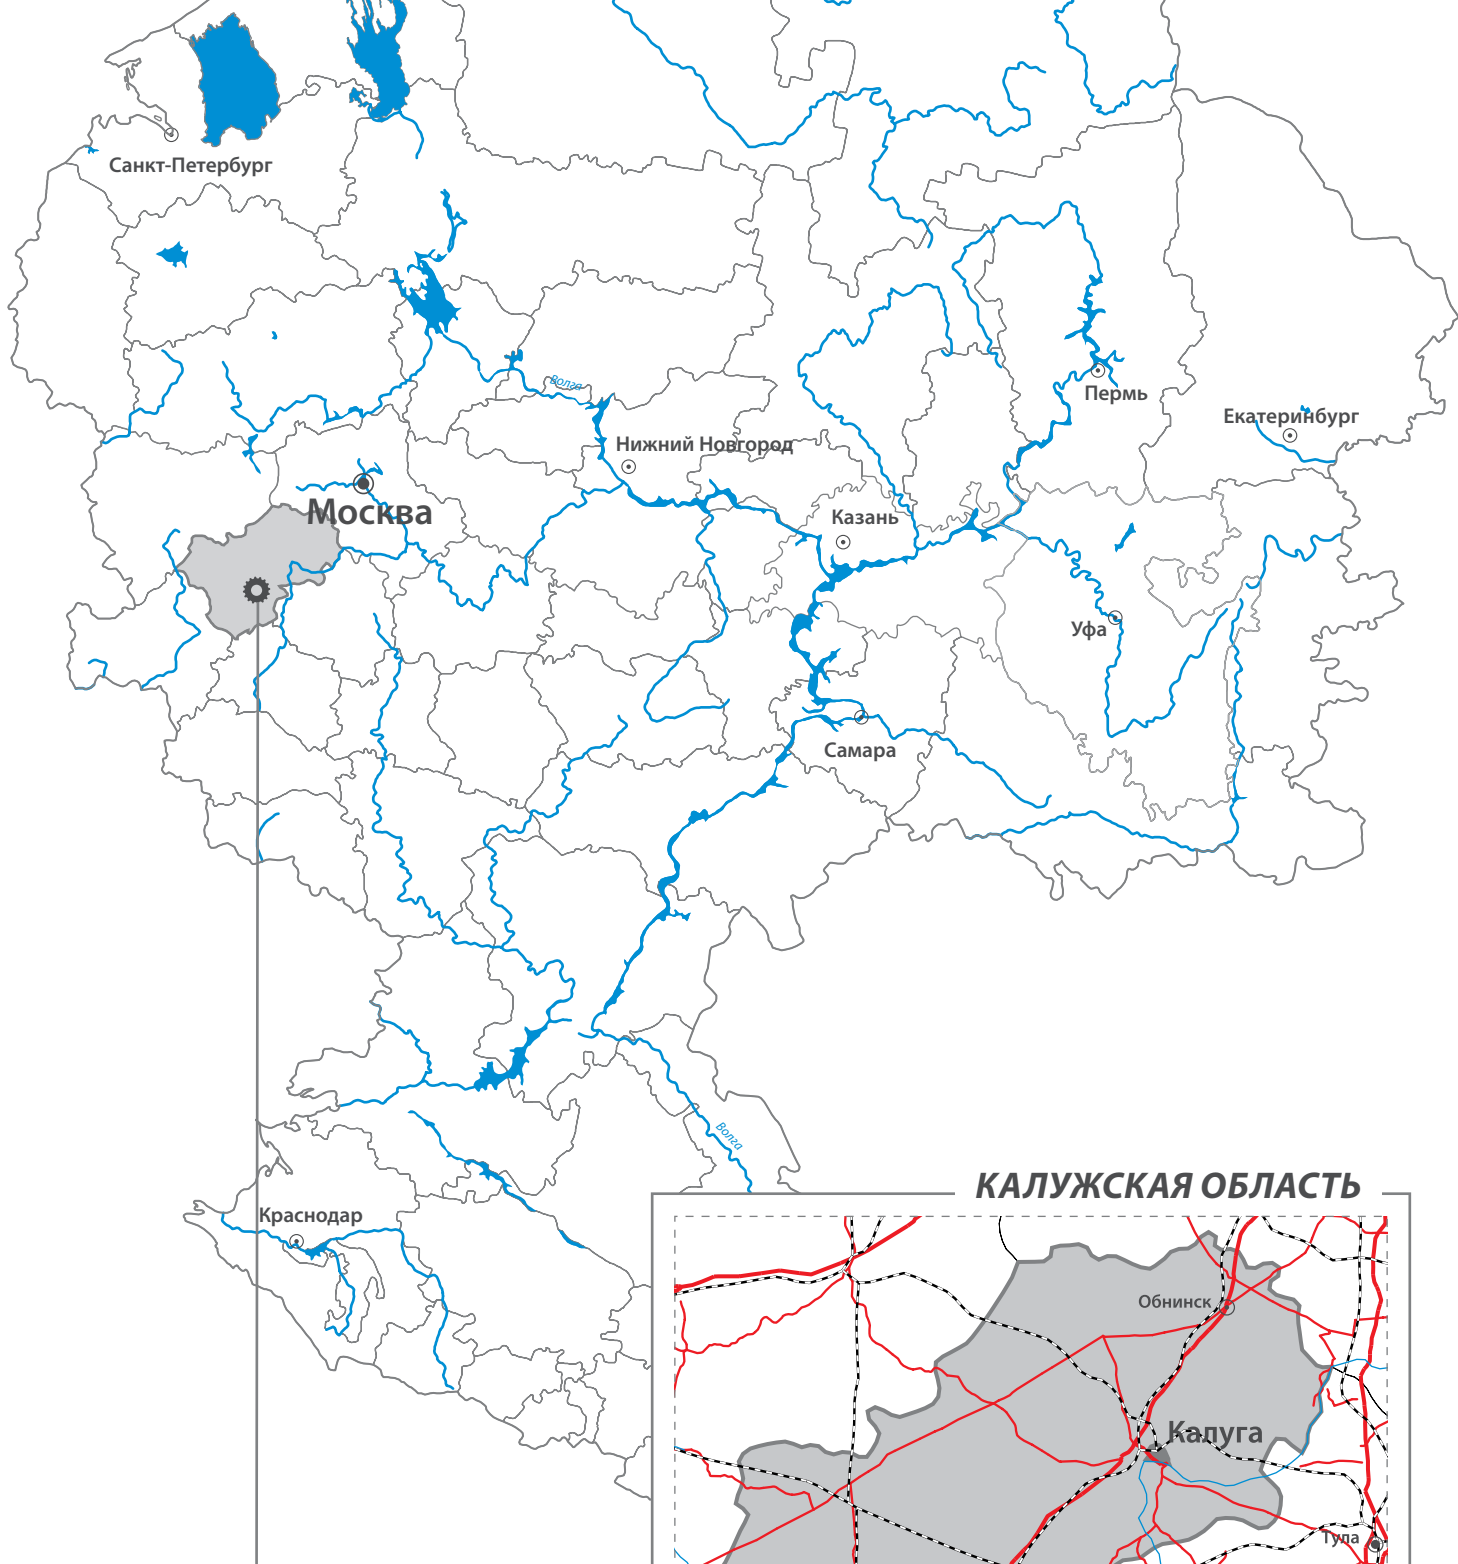 Санкт-Петербург
Волга
Пермь
Екатеринбург
Нижний Новгород
Москва
Казань
Уфа
Самара
Волга
КАЛУЖСКАЯ ОБЛАСТЬ
Краснодар
Обнинск
Калуга
Тула